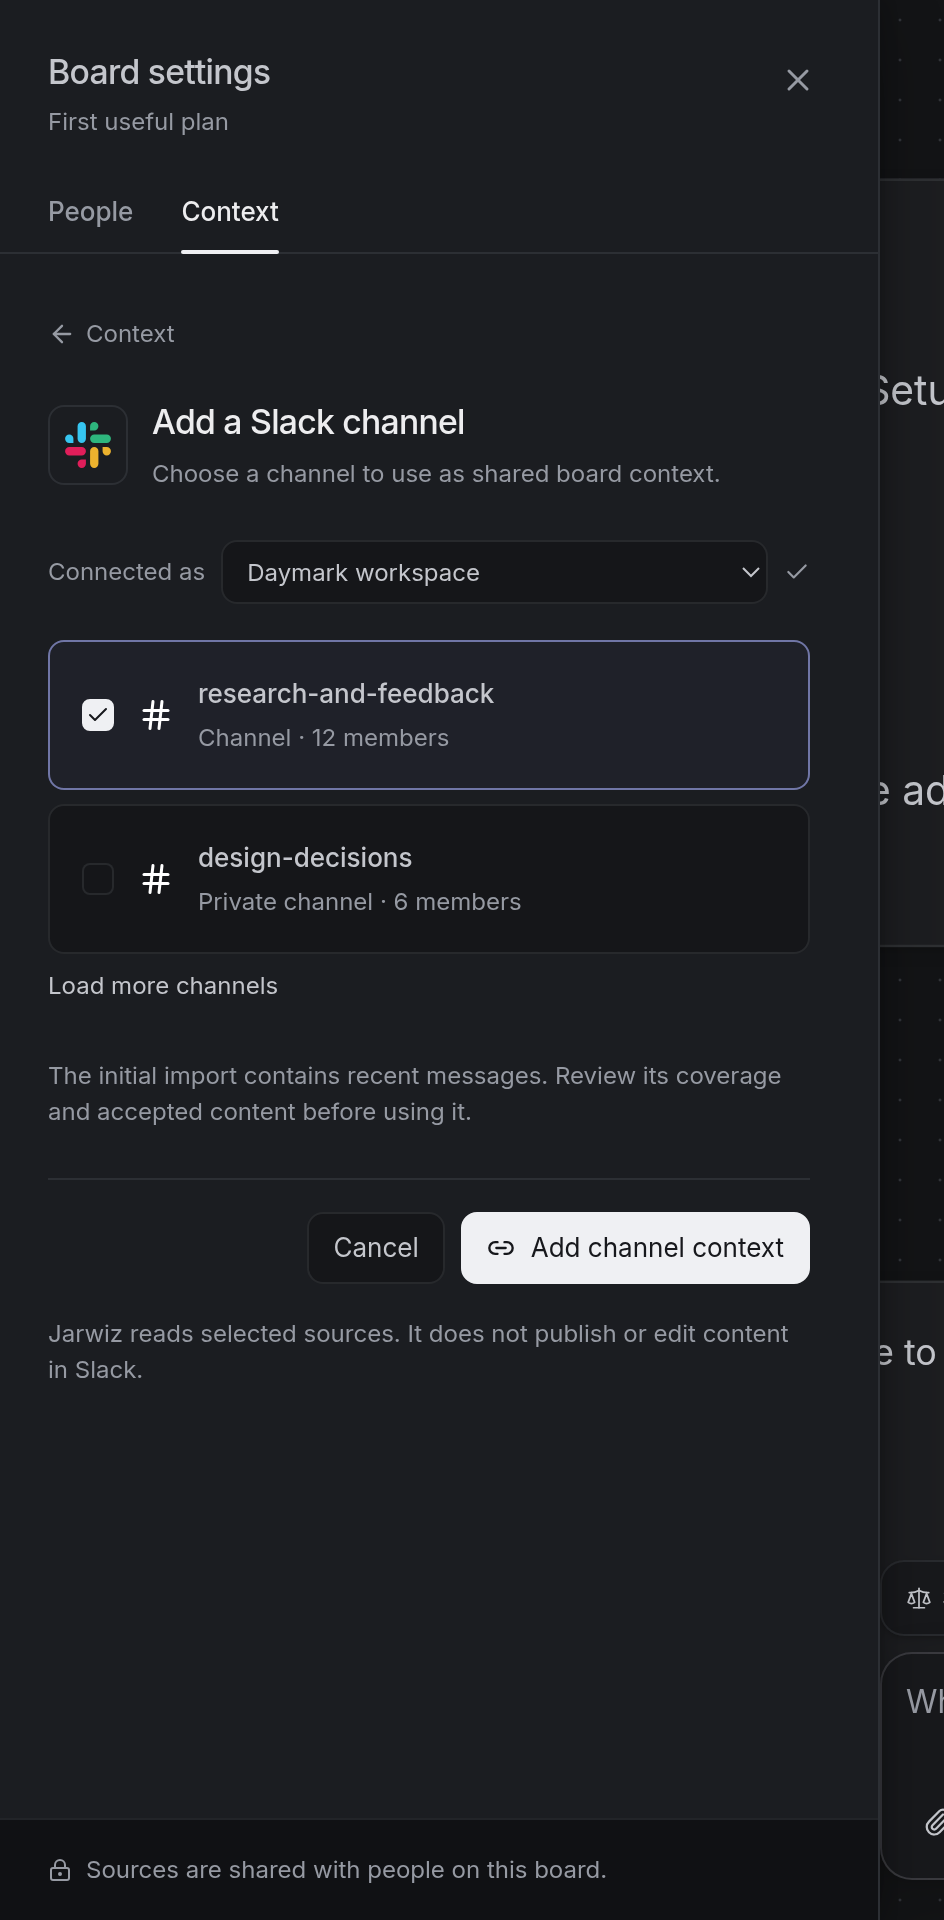 Board settings
First useful plan
People
Context
Context
Add a Slack channel
Choose a channel to use as shared board context.
Connected as
Daymark workspace
research-and-feedback
Channel · 12 members
design-decisions
Private channel · 6 members
Load more channels
The initial import contains recent messages. Review its coverage
and accepted content before using it.
Cancel
Add channel context
Jarwiz reads selected sources. It does not publish or edit content
in Slack.
Sources are shared with people on this board.
to